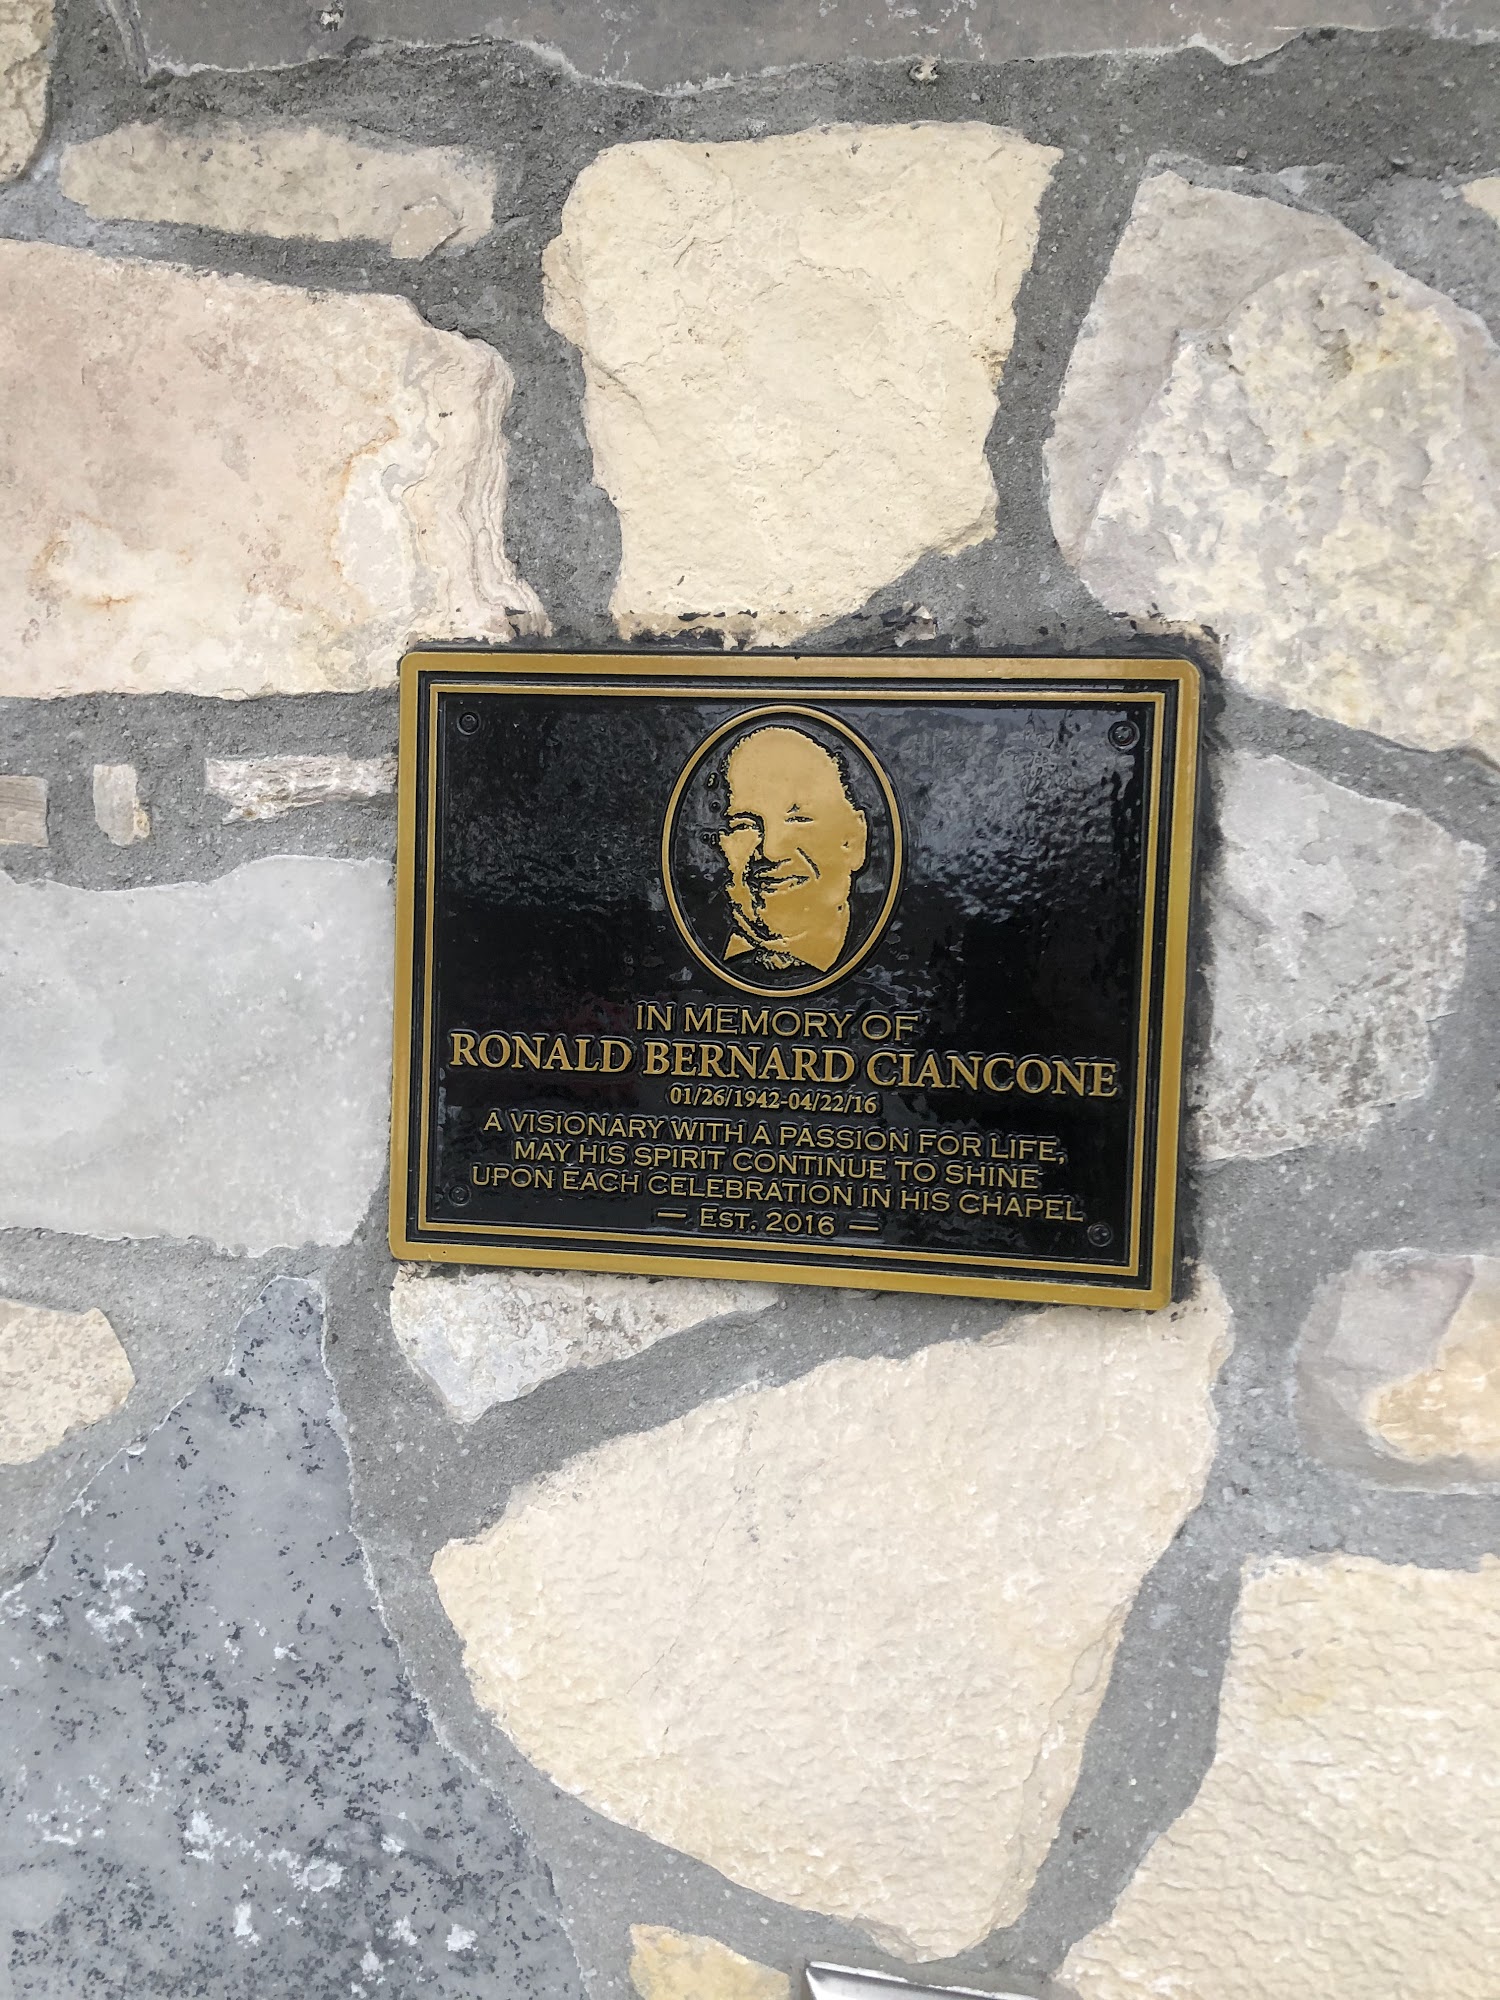 IN MEMORY OF
RONALD BERNARD CIANCONE
01/26/1942-04/22/16
A VISIONARY WITH A PASSION FOR LIFE,
MAY HIS SPIRIT CONTINUE TO SHINE
UPON EACH CELEBRATION IN HIS CHAPEL
— EST. 2016 —